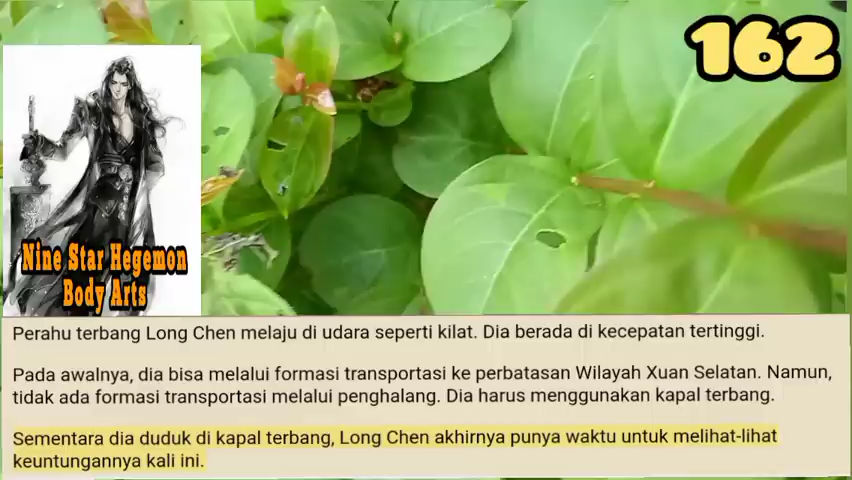 162
Nine Star Hegemon
Body Arts
Perahu terbang Long Chen melaju di udara seperti kilat. Dia berada di kecepatan tertinggi.
Pada awalnya, dia bisa melalui formasi transportasi ke perbatasan Wilayah Xuan Selatan. Namun,
tidak ada formasi transportasi melalui penghalang. Dia harus menggunakan kapal terbang.
Sementara dia duduk di kapal terbang, Long Chen akhirnya punya waktu untuk melihat-lihat
keuntungannya kali ini.